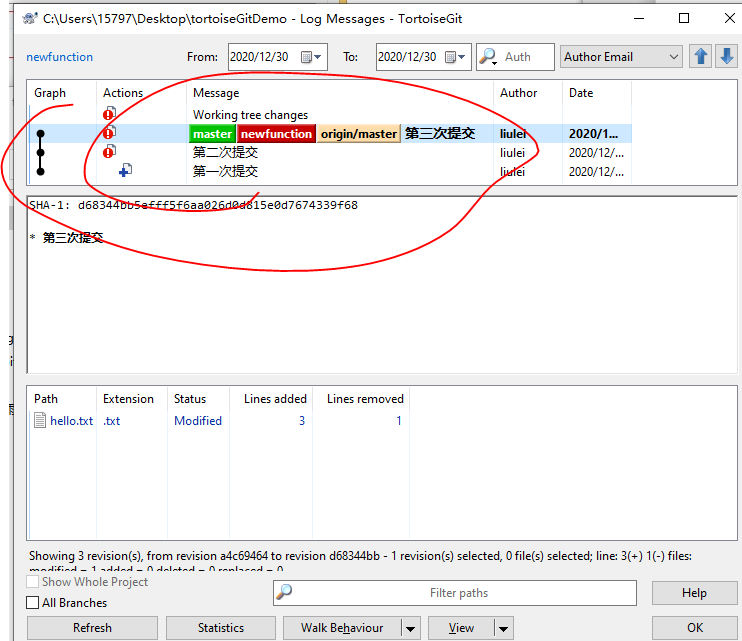 C:\Users\15797\Desktop\tortoiseGitDemo - Log Messages - TortoiseGit
newfunction From: 2020/12/30 To: 2020/12/30 Auth Author Email
Graph Actions Message Author Date
Working tree changes
master newfunction origin/master 第三次提交 liulei 2020/1...
第二次提交 liulei 2020/12/...
第一次提交 liulei 2020/12/...
SHA-1: d68344bb5efff5f6aa026d0d815e0d7674339f68
* 第三次提交
Path Extension Status Lines added Lines removed
hello.txt .txt Modified 3 1
Showing 3 revision(s), from revision a4c69464 to revision d68344bb - 1 revision(s) selected, 0 file(s) selected; line: 3(+) 1(-) files:
modified = 1 added = 0 deleted = 0 replaced = 0
Show Whole Project
Filter paths Help
All Branches
Refresh Statistics Walk Behaviour View OK